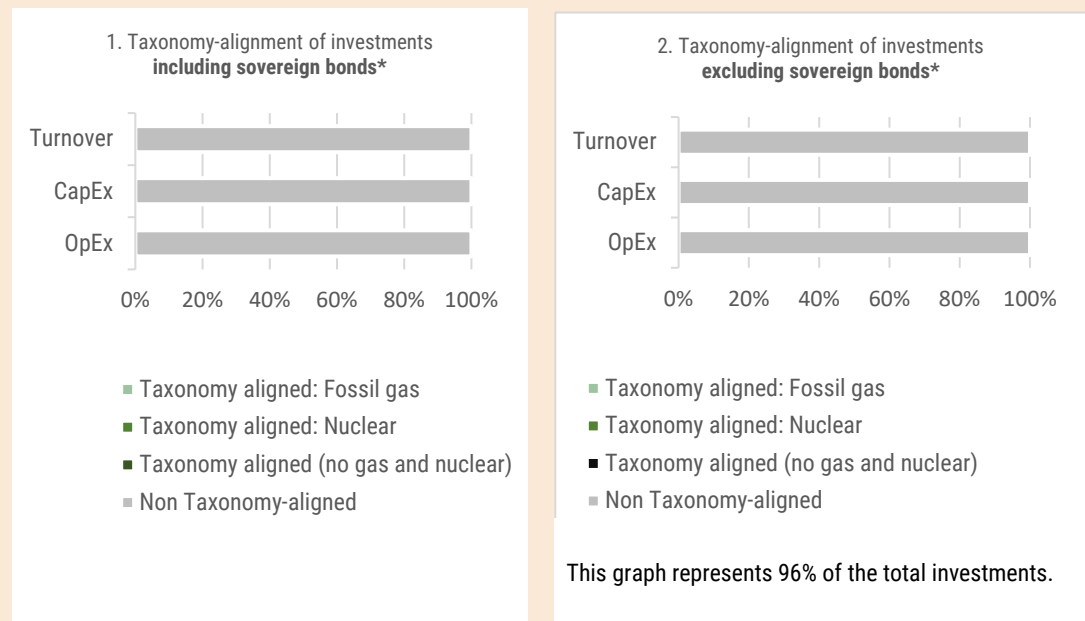 1. Taxonomy-alignment of investments
including sovereign bonds*
Turnover
CapEx
OpEx
0% 20% 40% 60% 80% 100%
Taxonomy aligned: Fossil gas
Taxonomy aligned: Nuclear
Taxonomy aligned (no gas and nuclear)
Non Taxonomy-aligned
2. Taxonomy-alignment of investments
excluding sovereign bonds*
Turnover
CapEx
OpEx
0% 20% 40% 60% 80% 100%
Taxonomy aligned: Fossil gas
Taxonomy aligned: Nuclear
Taxonomy aligned (no gas and nuclear)
Non Taxonomy-aligned
This graph represents 96% of the total investments.